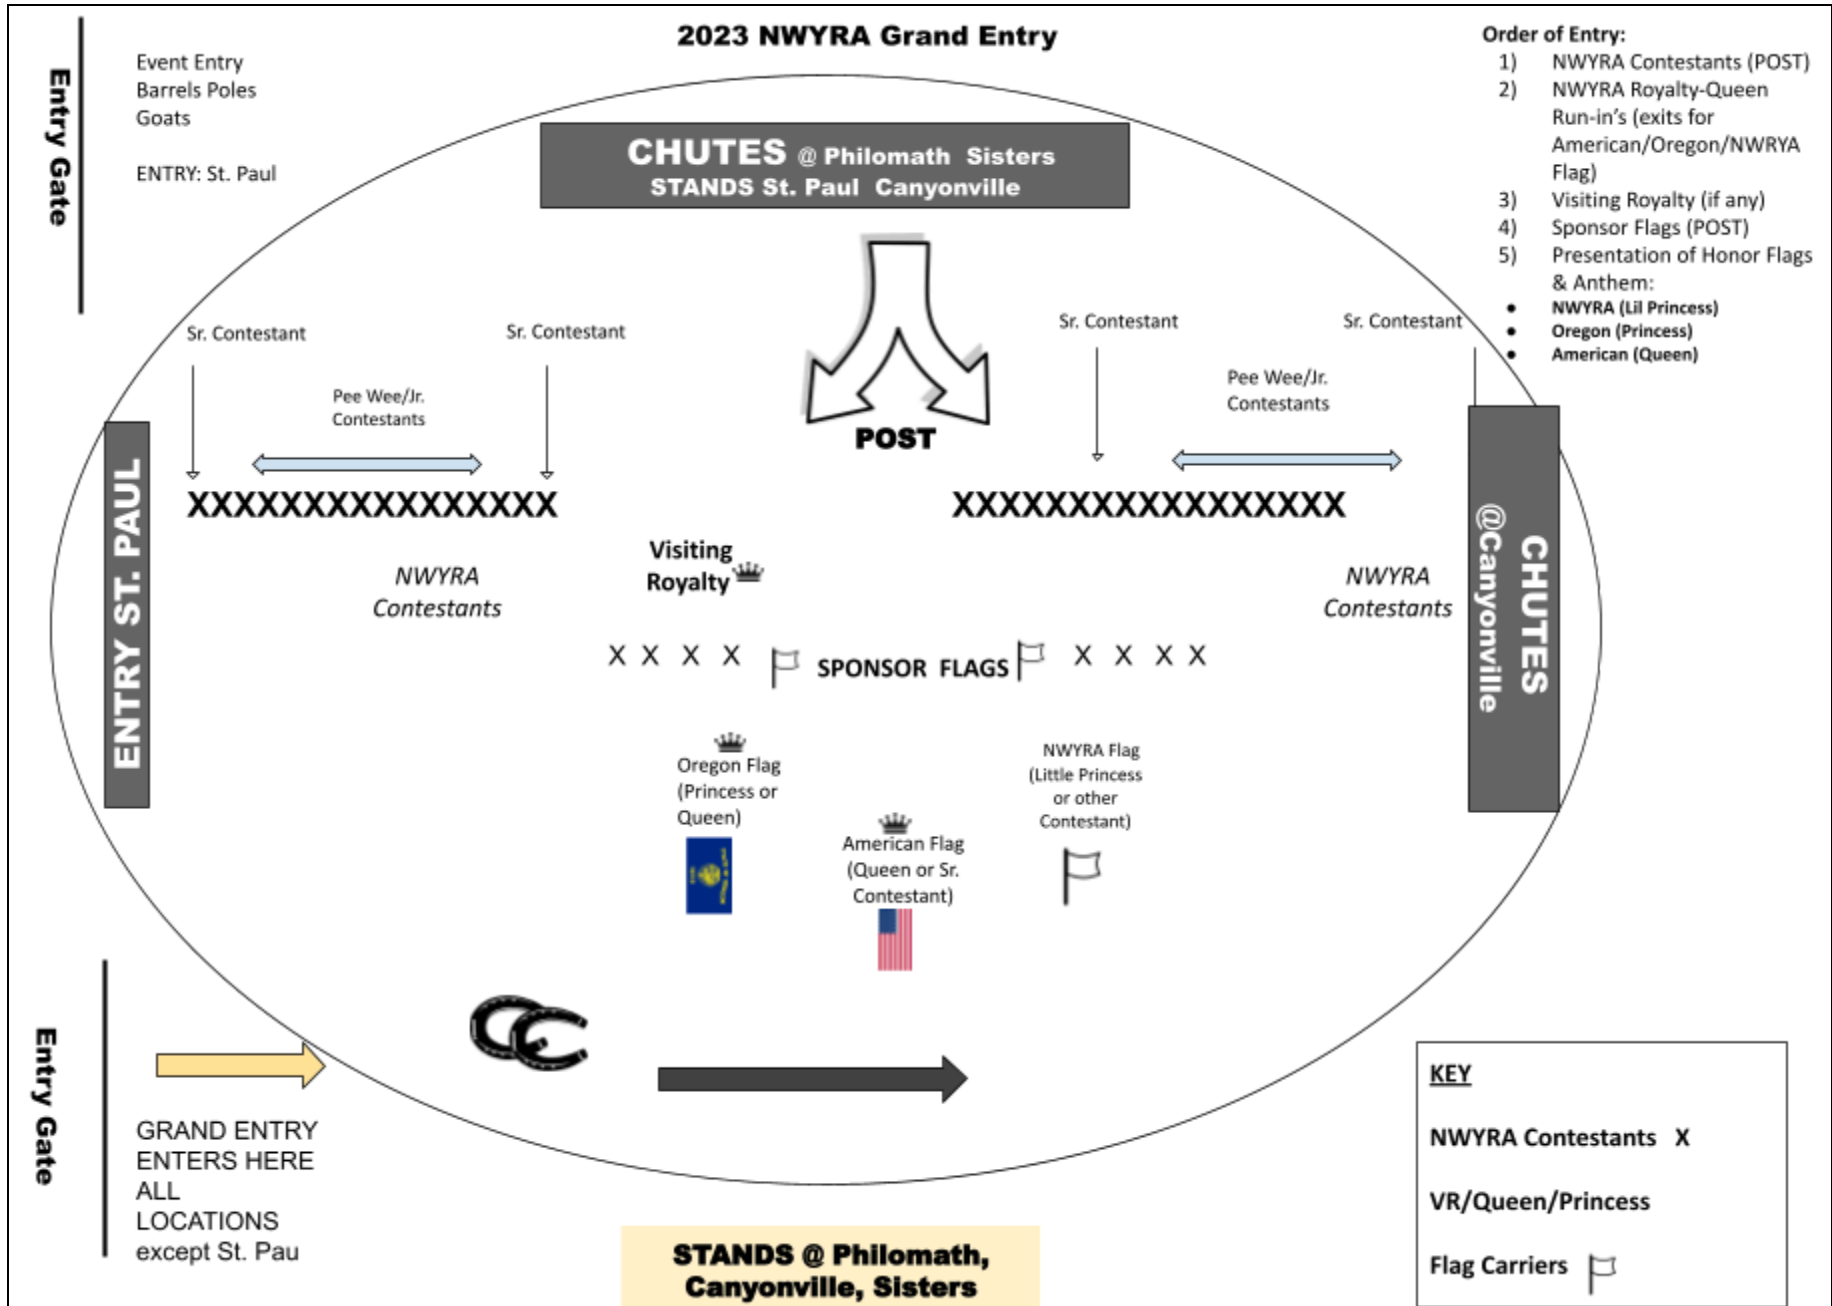 2023 NWYRA Grand Entry
Entry Gate
Event Entry
Barrels Poles
Goats
ENTRY: St. Paul
CHUTES @ Philomath Sisters
STANDS St. Paul Canyonville
Order of Entry:
1) NWYRA Contestants (POST)
2) NWYRA Royalty-Queen
Run-in's (exits for
American/Oregon/NWRYA
Flag)
3) Visiting Royalty (if any)
4) Sponsor Flags (POST)
5) Presentation of Honor Flags
& Anthem:
● NWYRA (Lil Princess)
● Oregon (Princess)
● American (Queen)
Sr. Contestant
Sr. Contestant
Sr. Contestant
Sr. Contestant
Pee Wee/Jr.
Contestants
Pee Wee/Jr.
Contestants
POST
XXXXXXXXXXXXXXXX
XXXXXXXXXXXXXXXXX
ENTRY ST. PAUL
CHUTES
@Canyonville
Visiting
Royalty
NWYRA
Contestants
NWYRA
Contestants
X X X X SPONSOR FLAGS X X X X
Oregon Flag
(Princess or
Queen)
American Flag
(Queen or Sr.
Contestant)
NWYRA Flag
(Little Princess
or other
Contestant)
Entry Gate
GRAND ENTRY
ENTERS HERE
ALL
LOCATIONS
except St. Pau
STANDS @ Philomath,
Canyonville, Sisters
KEY
NWYRA Contestants X
VR/Queen/Princess
Flag Carriers